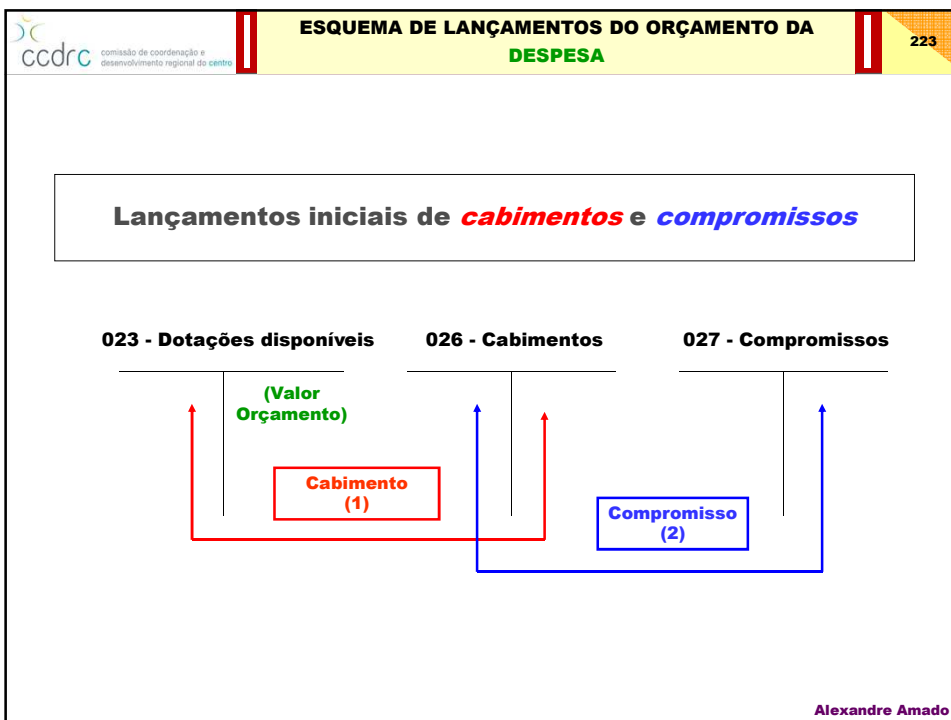 ccdrc
comissão de coordenação e
desenvolvimento regional do centro
ESQUEMA DE LANÇAMENTOS DO ORÇAMENTO DA
DESPESA
223
Lançamentos iniciais de cabimentos e compromissos
023 - Dotações disponíveis
026 - Cabimentos
027 - Compromissos
(Valor
Orçamento)
Cabimento
(1)
Compromisso
(2)
Alexandre Amado